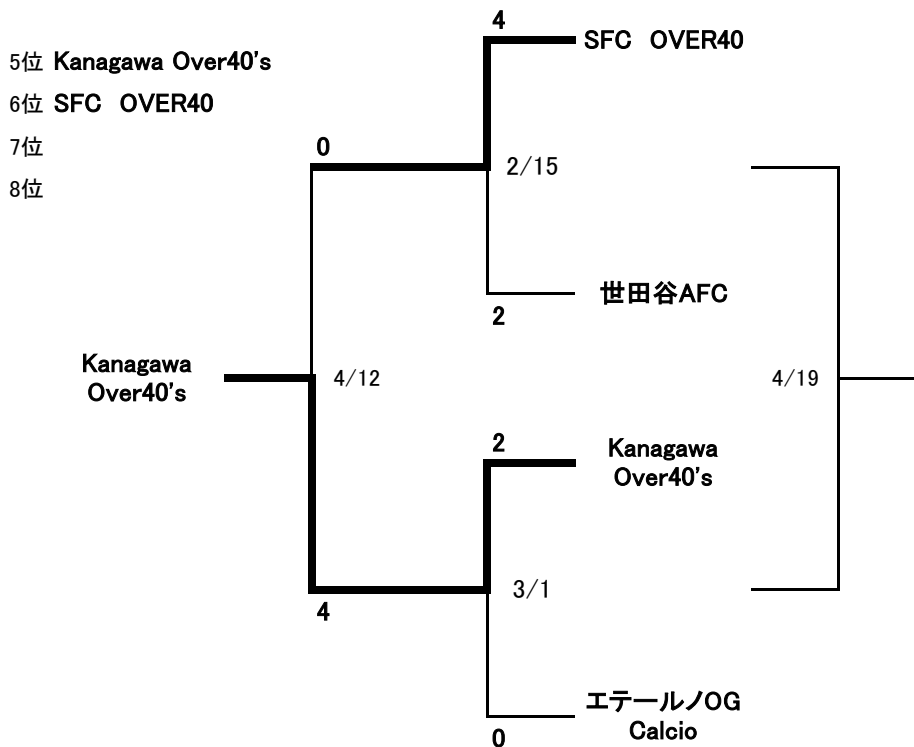 4
SFC OVER40
5位 Kanagawa Over40's
6位 SFC OVER40
7位
8位
0
2/15
世田谷AFC
2
Kanagawa
Over40's
4/12
4/19
2
Kanagawa
Over40's
3/1
4
エテールノOG
Calcio
0